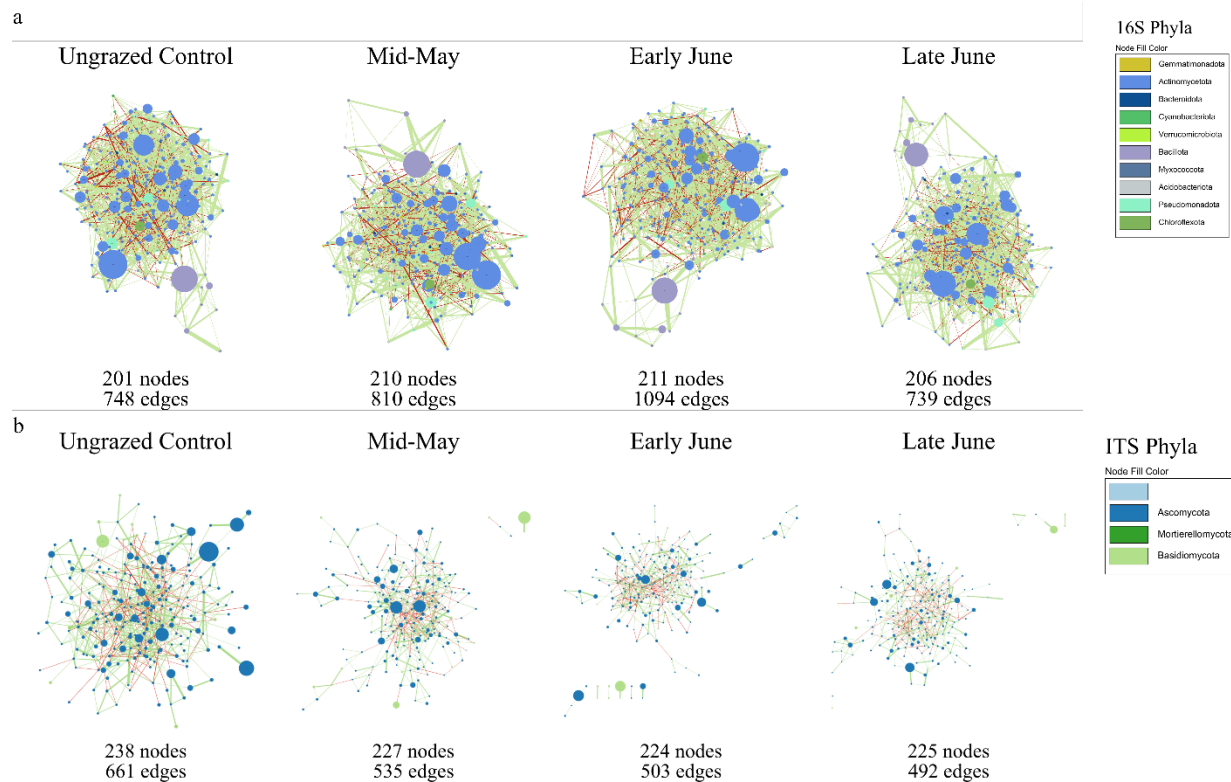 a
Ungrazed Control
Mid-May
Early June
Late June
201 nodes
748 edges
210 nodes
810 edges
211 nodes
1094 edges
206 nodes
739 edges
16S Phyla
Node Fill Color
Gemmatimonadota
Actinomycetota
Bacteroidota
Cyanobacteriota
Verrucomicrobiota
Bacillota
Myxococcota
Acidobacteriota
Pseudomonadota
Chloroflexota
b
Ungrazed Control
Mid-May
Early June
Late June
238 nodes
661 edges
227 nodes
535 edges
224 nodes
503 edges
225 nodes
492 edges
ITS Phyla
Node Fill Color
Ascomycota
Mortierellomycota
Basidiomycota